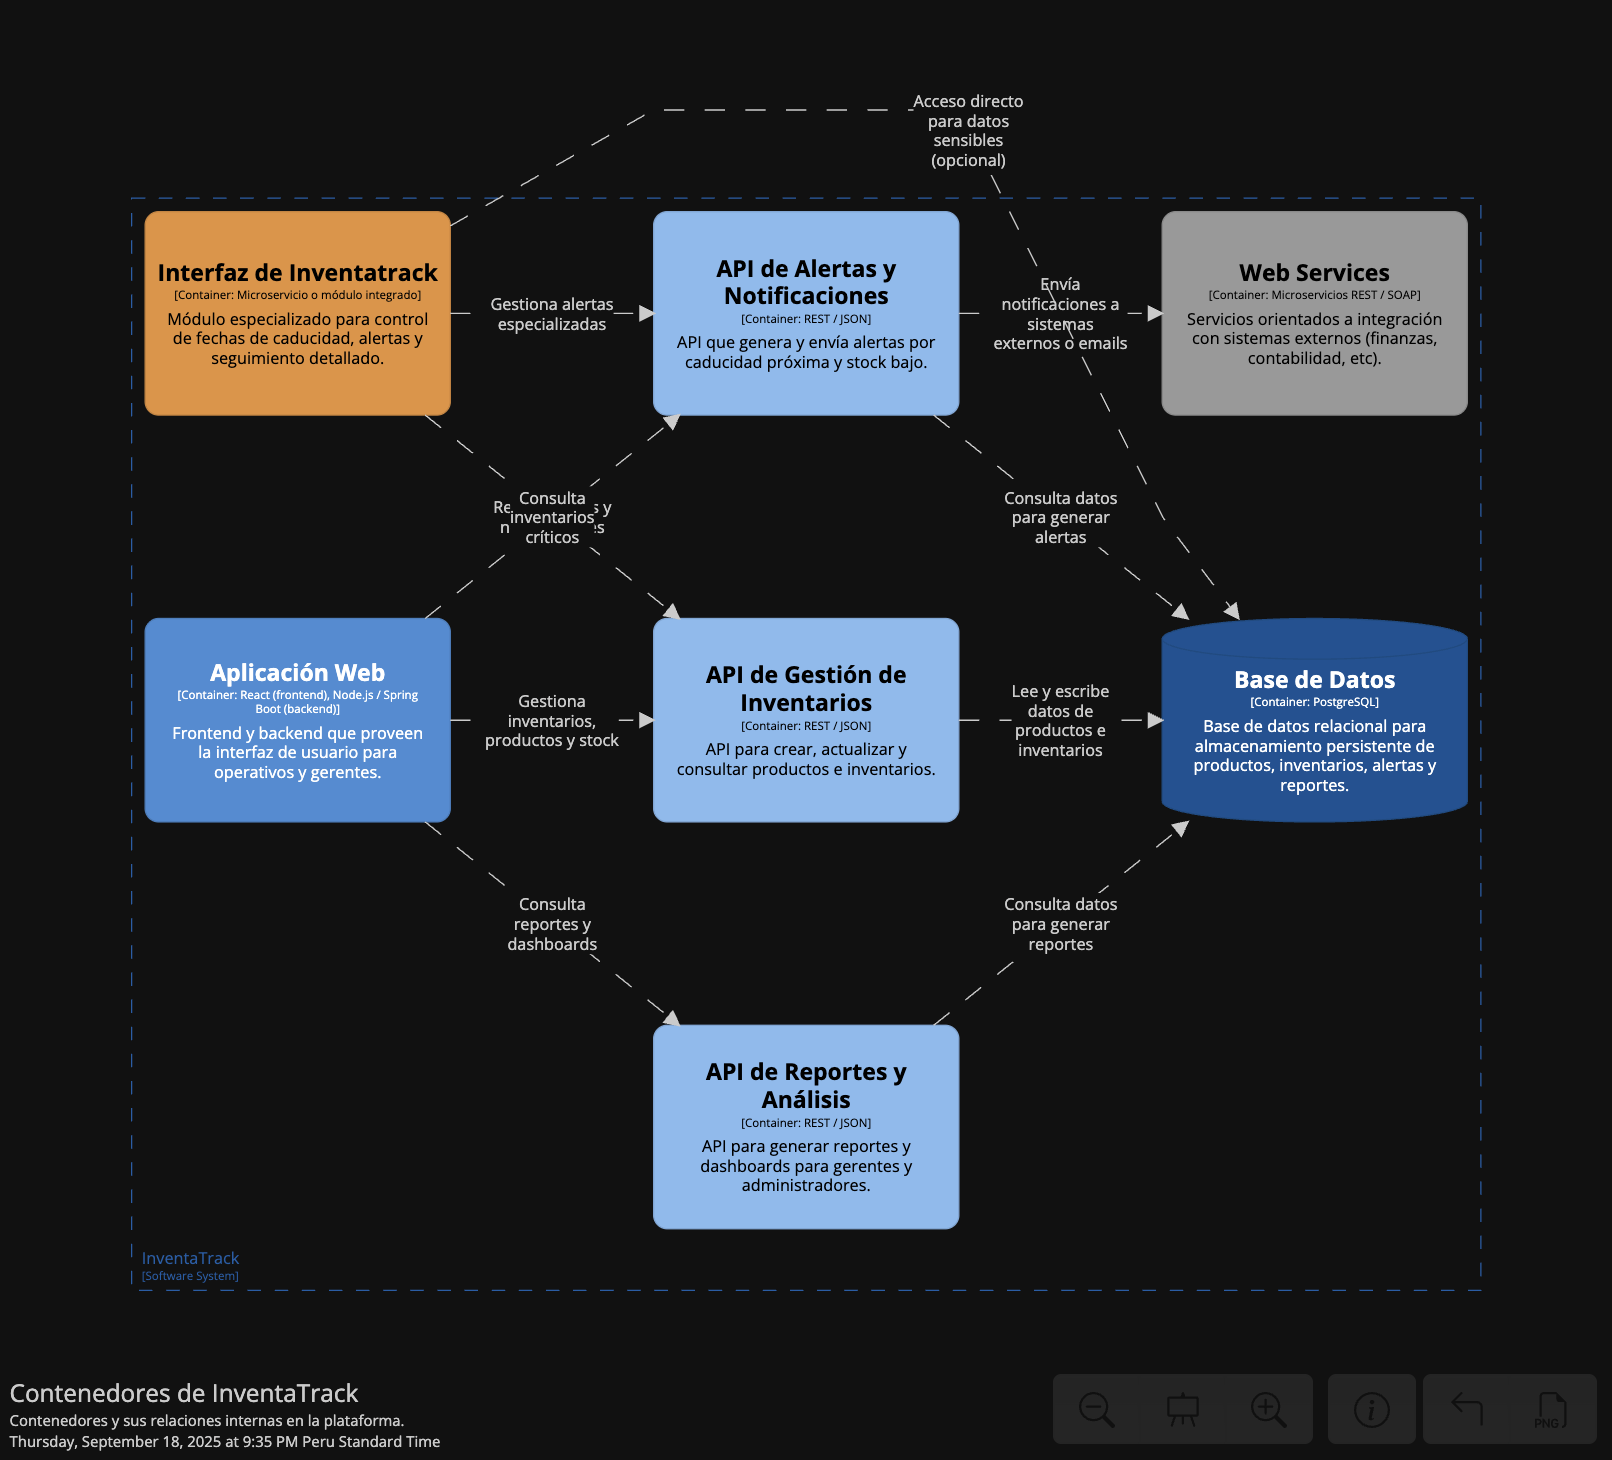 Acceso directo
para datos
sensibles
(opcional)
Interfaz de Inventatrack
[Container: Microservicio o módulo integrado]
Módulo especializado para control
de fechas de caducidad, alertas y
seguimiento detallado.
Gestiona alertas
especializadas
API de Alertas y
Notificaciones
[Container: REST / JSON]
API que genera y envía alertas por
caducidad próxima y stock bajo.
Envía
notificaciones a
sistemas
externos o emails
Web Services
[Container: Microservicios REST / SOAP]
Servicios orientados a integración
con sistemas externos (finanzas,
contabilidad, etc).
Consulta
inventarios
críticos
Consulta datos
para generar
alertas
Aplicación Web
[Container: React (frontend), Node.js / Spring
Boot (backend)]
Frontend y backend que proveen
la interfaz de usuario para
operativos y gerentes.
Gestiona
inventarios,
productos y stock
API de Gestión de
Inventarios
[Container: REST / JSON]
API para crear, actualizar y
consultar productos e inventarios.
Lee y escribe
datos de
productos e
inventarios
Base de Datos
[Container: PostgreSQL]
Base de datos relacional para
almacenamiento persistente de
productos, inventarios, alertas y
reportes.
Consulta
reportes y
dashboards
Consulta datos
para generar
reportes
API de Reportes y
Análisis
[Container: REST / JSON]
API para generar reportes y
dashboards para gerentes y
administradores.
InventaTrack
[Software System]
Contenedores de InventaTrack
Contenedores y sus relaciones internas en la plataforma.
Thursday, September 18, 2025 at 9:35 PM Peru Standard Time
PNG